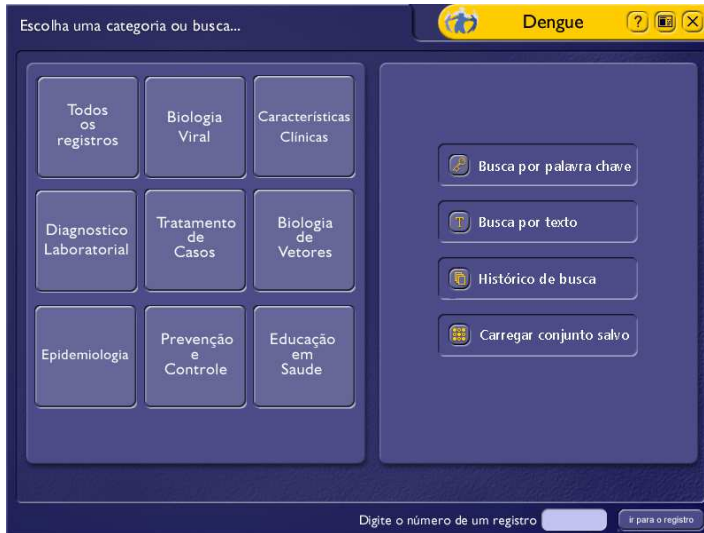 Escolha uma categoria ou busca...
Dengue
?
Todos
os
registros
Biologia
Viral
Características
Clínicas
Diagnostico
Laboratorial
Tratamento
de
Casos
Biologia
de
Vetores
Epidemiologia
Prevenção
e
Controle
Educação
em
Saude
Busca por palavra chave
T
Busca por texto
Histórico de busca
Carregar conjunto salvo
Digite o número de um registro
ir para o registro